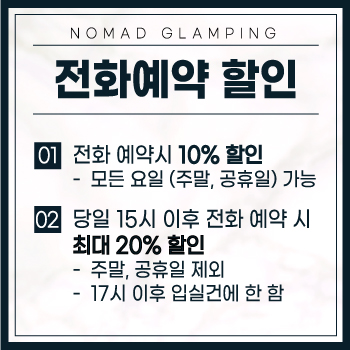 NOMAD GLAMPING
전화예약 할인
01 전화 예약시 10% 할인
- 모든 요일 (주말, 공휴일) 가능
02 당일 15시 이후 전화 예약 시
최대 20% 할인
- 주말, 공휴일 제외
- 17시 이후 입실건에 한 함